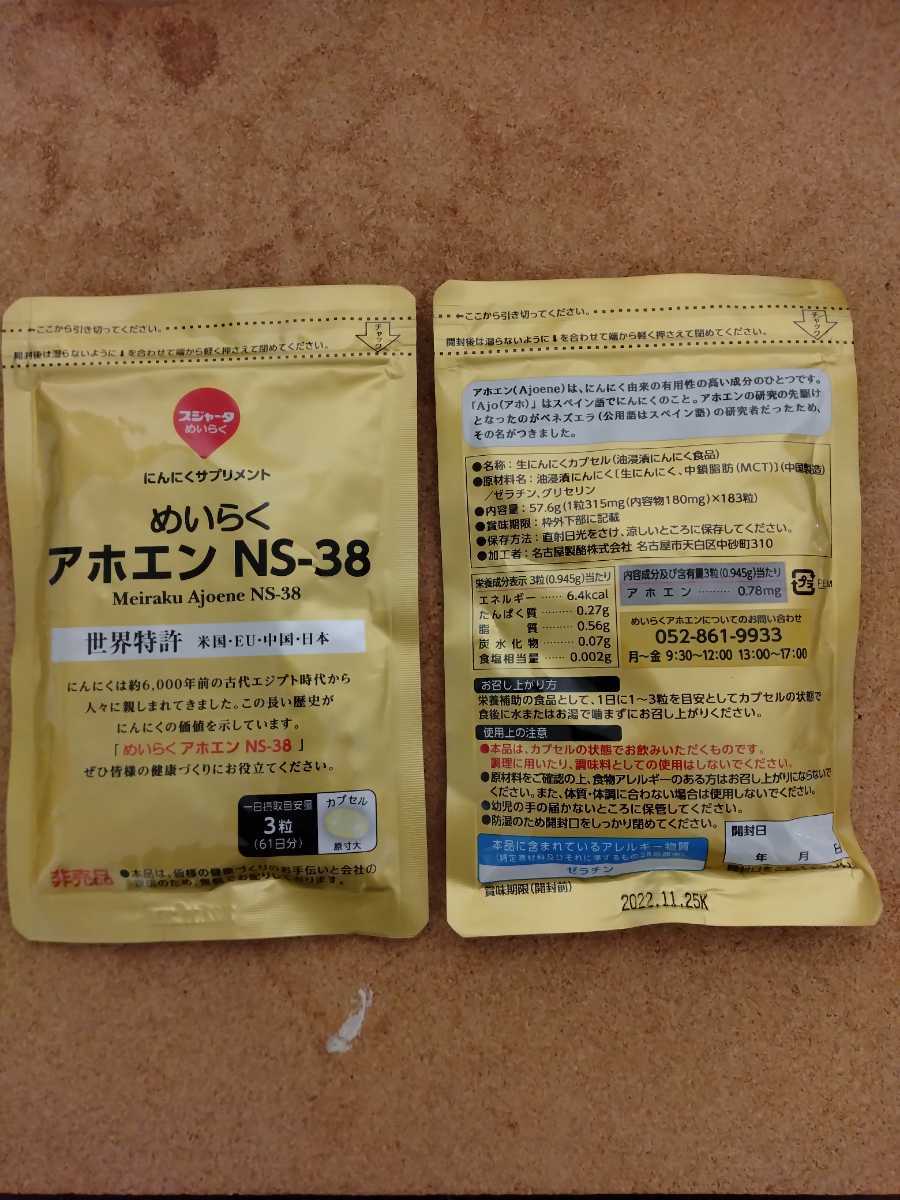 ←ここから引き切ってください。
チャック
開封後は湿らないように⬇を合わせて端から軽く押さえて閉めてください。
スジャータ
めいらく
にんにくサプリメント
めいらく
アホエン NS-38
Meiraku Ajoene NS-38
世界特許 米国・EU・中国・日本
にんにくは約6,000年前の古代エジプト時代から
人々に親しまれてきました。この長い歴史が
にんにくの価値を示しています。
「めいらく アホエン NS-38 」
ぜひ皆様の健康づくりにお役立てください。
一日摂取目安量
3粒
(61日分)
カプセル
原寸大
非売品
●本品は、皆様の健康づくりのお手伝いと会社の
←ここから引き切ってください。
チャック
開封後は湿らないように⬇を合わせて端から軽く押さえて閉めてください。
アホエン(Ajoene)は、にんにく由来の有用性の高い成分のひとつです。
「Ajo(アホ)」はスペイン語でにんにくのこと。アホエンの研究の先駆け
となったのがベネズエラ(公用語はスペイン語)の研究者だったため、
その名がつきました。
●名称:生にんにくカプセル(油浸漬にんにく食品)
●原材料名:油浸漬にんにく[生にんにく、中鎖脂肪(MCT)](中国製造)
/ゼラチン、グリセリン
●内容量:57.6g(1粒315mg(内容物180mg)×183粒)
●賞味期限:枠外下部に記載
●保存方法:直射日光をさけ、涼しいところに保存してください。
●加工者:名古屋製酪株式会社 名古屋市天白区中砂町310
栄養成分表示 3粒(0.945g)当たり
エネルギー……6.4kcal
たんぱく質………0.27g
脂質………0.56g
炭水化物………0.07g
食塩相当量……0.002g
内容成分及び含有量3粒(0.945g)当たり
アホエン………0.78mg
プラ
めいらくアホエンについてのお問い合わせ
052-861-9933
月〜金 9:30〜12:00 13:00〜17:00
お召し上がり方
栄養補助の食品として、1日に1〜3粒を目安としてカプセルの状態で
食後に水またはお湯で噛まずにお召し上がりください。
使用上の注意
●本品は、カプセルの状態でお飲みいただくものです。
調理に用いたり、調味料としての使用はしないでください。
●原材料をご確認の上、食物アレルギーのある方はお召し上がりにならないで
ください。また、体質・体調に合わない場合は使用しないでください。
●幼児の手の届かないところに保管してください。
●防湿のため開封口をしっかり閉めてください。
本品に含まれているアレルギー物質
ゼラチン
開封日
年 月 日
賞味期限(開封前)
2022.11.25K